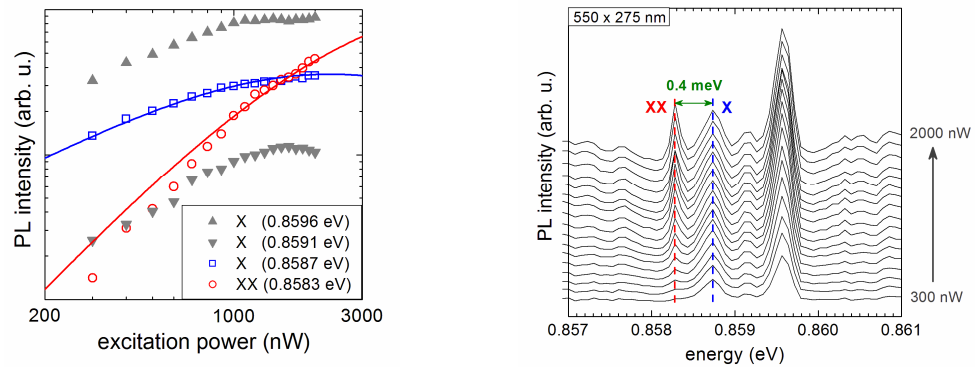 PL intensity (arb. u.)
X (0.8596 eV)
X (0.8591 eV)
X (0.8587 eV)
XX (0.8583 eV)
200
1000
3000
excitation power (nW)
550 x 275 nm
0.4 meV
XX
X
2000 nW
300 nW
PL intensity (arb. u.)
0.857
0.858
0.859
0.860
0.861
energy (eV)